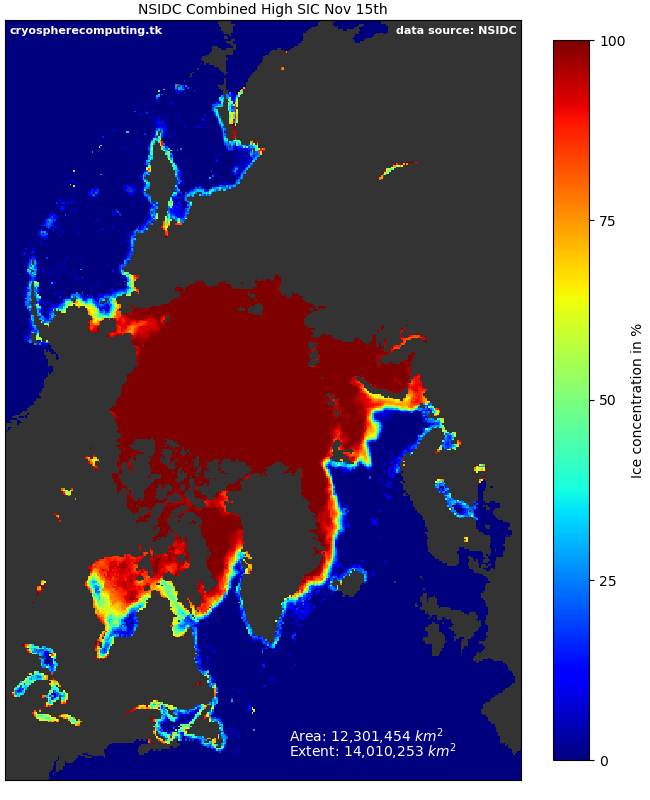 NSIDC Combined High SIC Nov 15th
cryospherecomputing.tk
data source: NSIDC
100
75
50
25
0
Ice concentration in %
Area: 12,301,454 km²
Extent: 14,010,253 km²